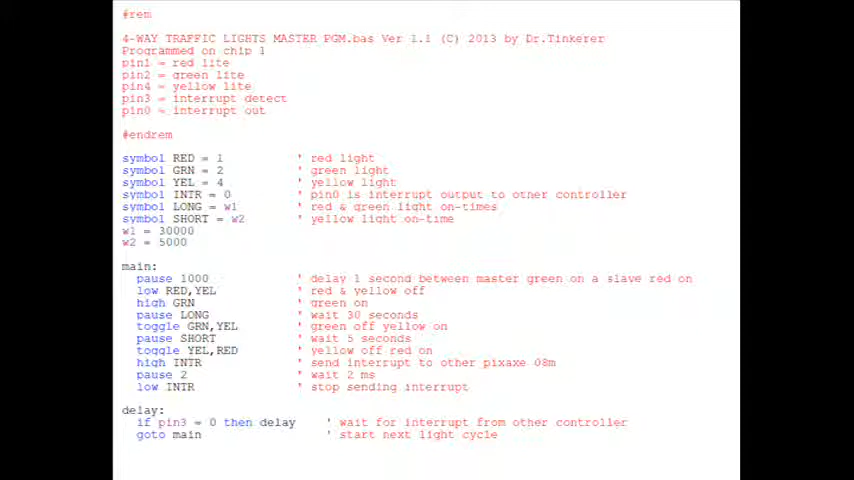 #rem
4-WAY TRAFFIC LIGHTS MASTER PGM.bas Ver 1.1 (C) 2013 by Dr.Tinkerer
Programmed on chip 1
pin1 = red lite
pin2 = green lite
pin4 = yellow lite
pin3 = interrupt detect
pin0 = interrupt out
#endrem
symbol RED = 1 ' red light
symbol GRN = 2 ' green light
symbol YEL = 4 ' yellow light
symbol INTR = 0 ' pin0 is interrupt output to other controller
symbol LONG = w1 ' red & green light on-times
symbol SHORT = w2 ' yellow light on-time
w1 = 30000
w2 = 5000
main:
pause 1000 ' delay 1 second between master green on a slave red on
low RED,YEL ' red & yellow off
high GRN ' green on
pause LONG ' wait 30 seconds
toggle GRN,YEL ' green off yellow on
pause SHORT ' wait 5 seconds
toggle YEL,RED ' yellow off red on
high INTR ' send interrupt to other pixaxe 08m
pause 2 ' wait 2 ms
low INTR ' stop sending interrupt
delay:
if pin3 = 0 then delay ' wait for interrupt from other controller
goto main ' start next light cycle